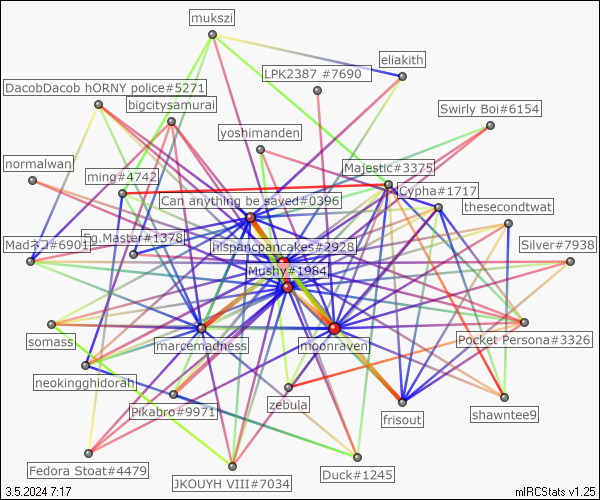 mukszi
eliakith
LPK2387 #7690
DacobDacob hORNY police#5271
bigcitysamurai
Swirly Boi#6154
yoshimanden
normalwan
Majestic#3375
ming#4742
Cypha#1717
Can anything be saved#0396
thesecondtwat
Fg.Master#1378
Madネコ#6901
hispancpancakes#2928
Silver#7938
Mushy#1984
somass
marcemadness
moonraven
Pocket Persona#3326
neokingghidorah
zebula
Pikabro#9971
frisout
shawntee9
Fedora Stoat#4479
JKOUYH VIII#7034
Duck#1245
3.5.2024 7:17
mIRCStats v1.25